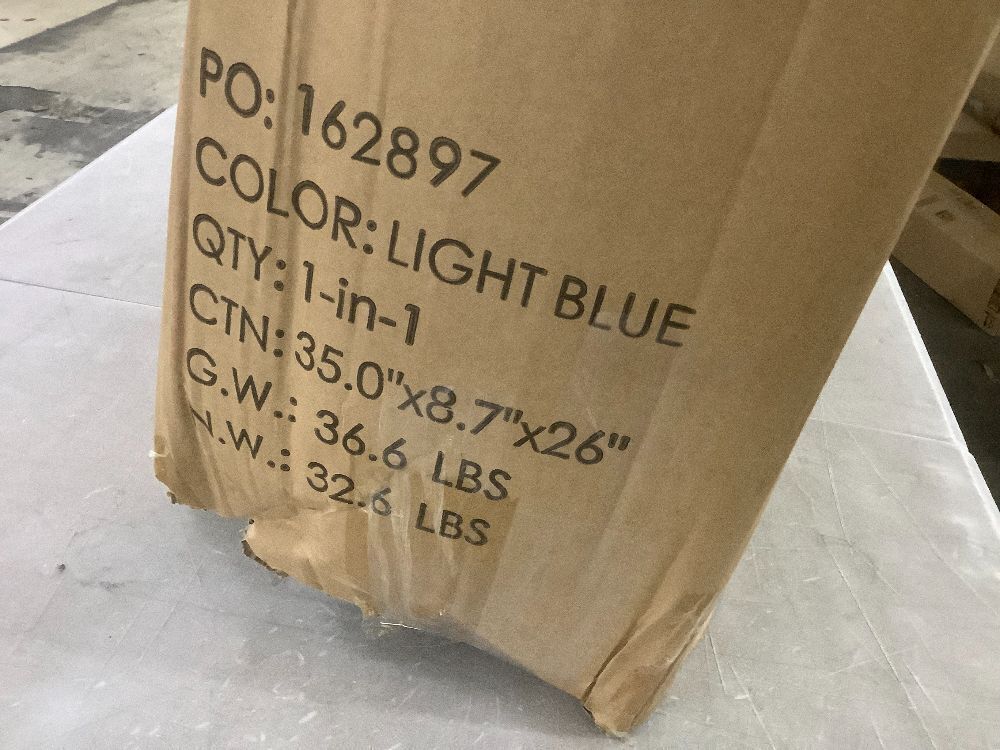 PO: 162897
COLOR: LIGHT BLUE
QTY: 1-in-1
CTN: 35.0"x8.7"x26"
G.W.: 36.6 LBS
N.W.: 32.6 LBS